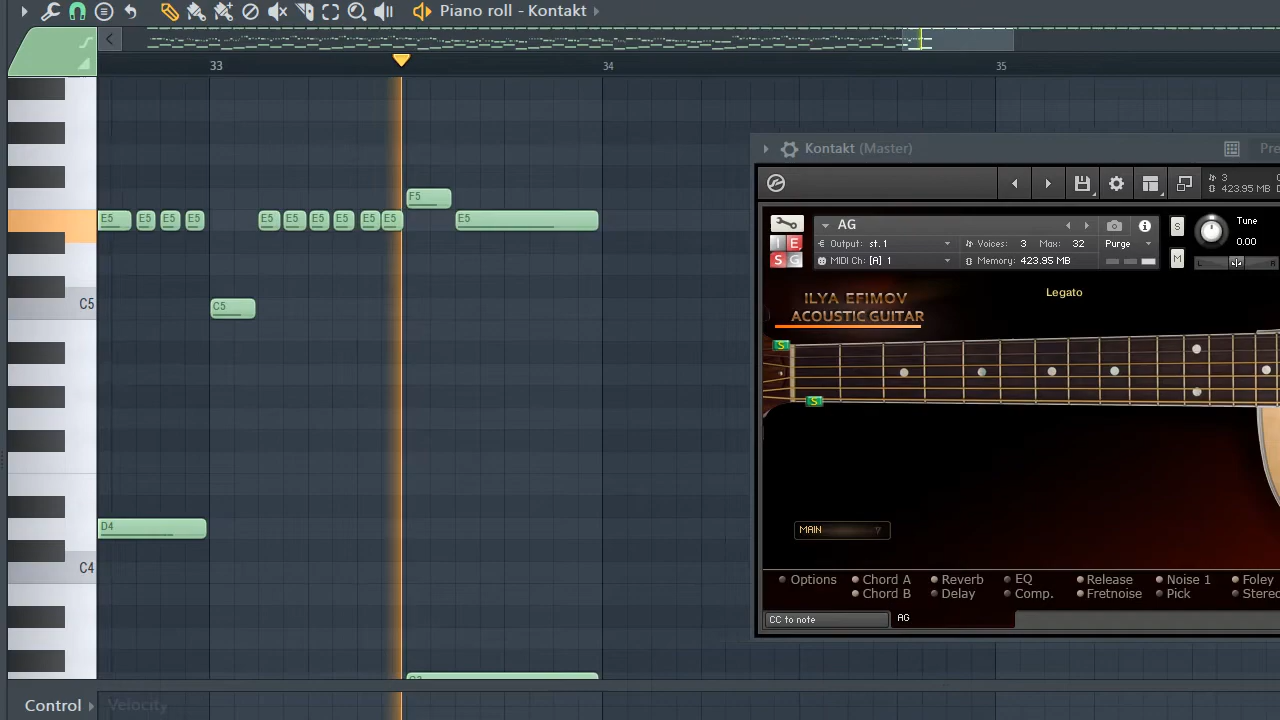 Piano roll - Kontakt
33
34
35
F5
E5 E5 E5 E5 E5 E5 E5 E5 E5 E5 E5
C5 C5
D4
C4
Control
Velocity
Kontakt (Master)
3
423.95 MB
AG
S
Tune
0.00
I E
S G
Output: st. 1
Voices: 3 Max: 32
Purge
MIDI Ch: [A] 1
Memory: 423.95 MB
M
L R
ILYA EFIMOV
ACOUSTIC GUITAR
Legato
S
S
MAIN
Options
Chord A
Reverb
EQ
Release
Noise 1
Foley
Chord B
Delay
Comp.
Fretnoise
Pick
Stereo
CC to note
AG